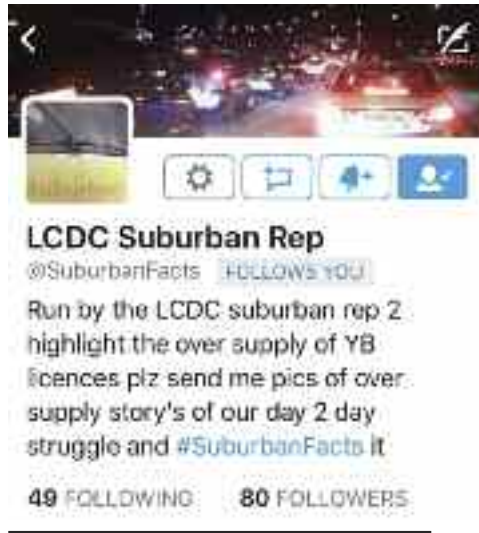 LCDC Suburban Rep
@SuburbanFacts FOLLOWS YOU
Run by the LCDC suburban rep 2
highlight the over supply of YB
licences plz send me pics of over
supply story's of our day 2 day
struggle and #SuburbanFacts it
49 FOLLOWING 80 FOLLOWERS